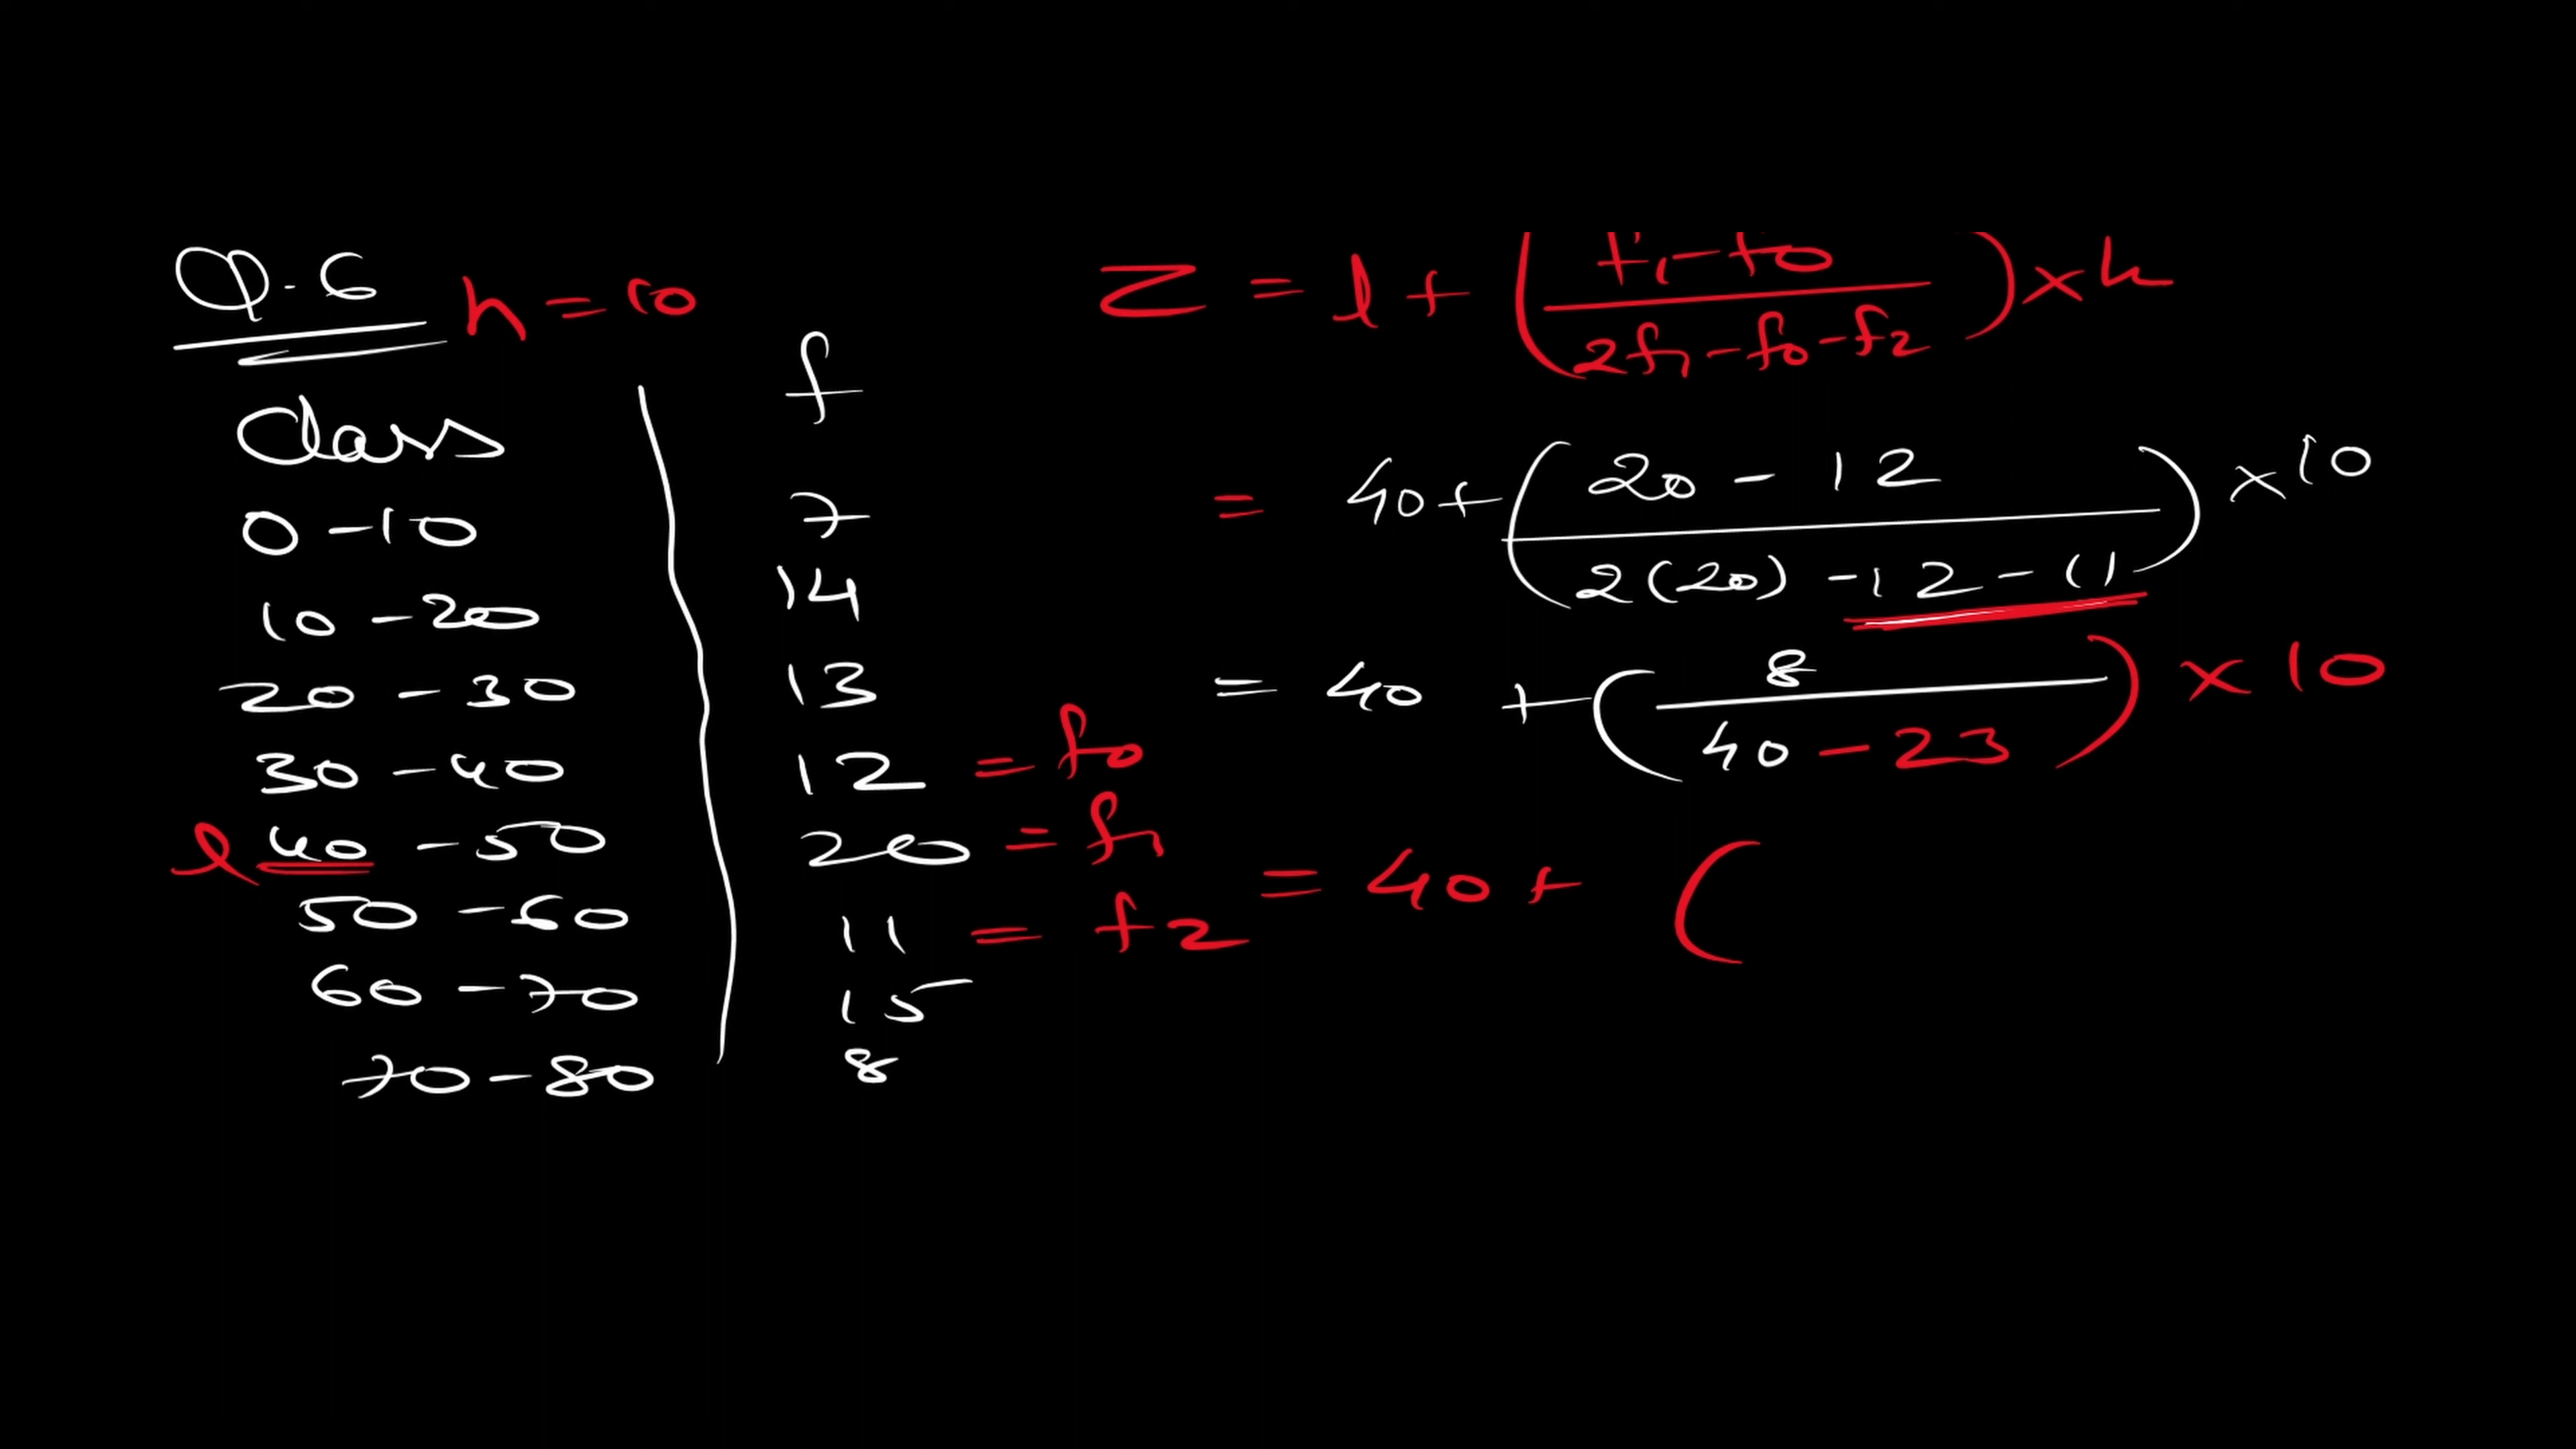 Q.6 h = 10
Class f
0 - 10 7
10 - 20 14
20 - 30 13
30 - 40 12 = f0
l 40 - 50 20 = f1
50 - 60 11 = f2
60 - 70 15
70 - 80 8
Z = l + ( f1 - f0 / 2f1 - f0 - f2 ) × h
= 40 + ( 20 - 12 / 2(20) - 12 - 11 ) × 10
= 40 + ( 8 / 40 - 23 ) × 10
= 40 + (